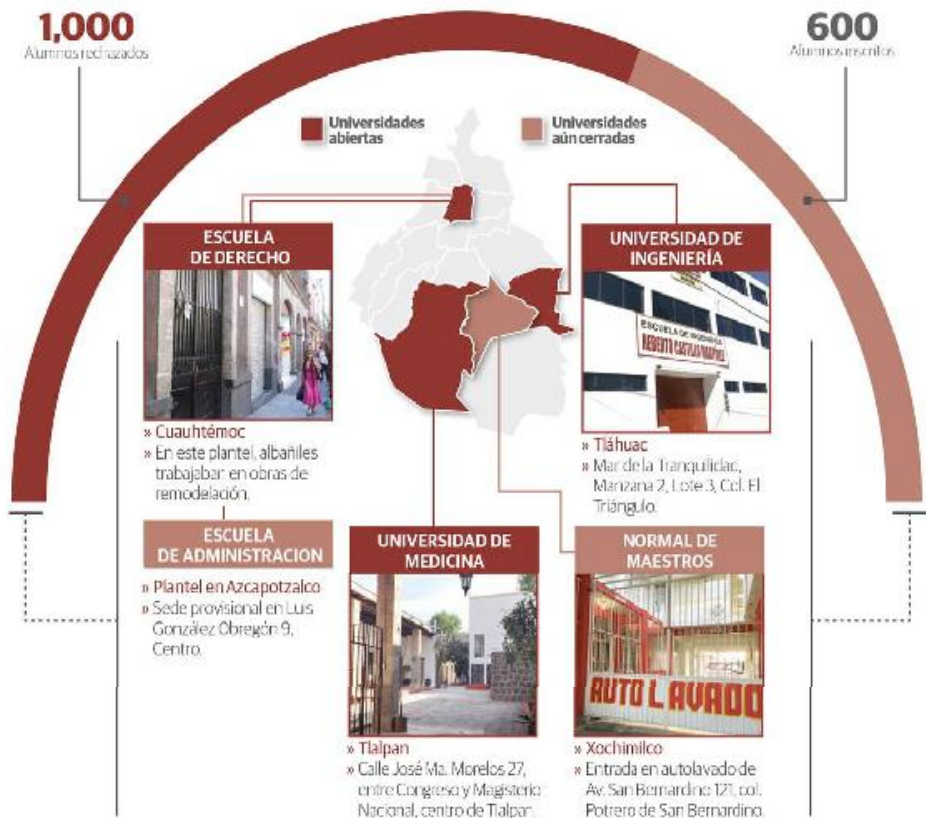 1,000
Alumnos rechazados
600
Alumnos inscritos
Universidades
abiertas
Universidades
aún cerradas
ESCUELA
DE DERECHO
» Cuauhtémoc
» En este plantel, albañiles
trabajaban en obras de
remodelación.
ESCUELA
DE ADMINISTRACION
» Plantel en Azcapotzalco
» Sede provisional en Luis
González Obregón 9,
Centro.
UNIVERSIDAD DE
INGENIERÍA
ESCUELA DE INGENIERÍA
HEBERTO CASTILLO MARTÍNEZ
» Tláhuac
» Mar de la Tranquilidad,
Manzana 2, Lote 3, Col. El
Triángulo.
UNIVERSIDAD DE
MEDICINA
» Tlalpan
» Calle José Ma. Morelos 27,
entre Congreso y Magisterio
Nacional, centro de Tlalpan.
NORMAL DE
MAESTROS
AUTO LAVADO
» Xochimilco
» Entrada en autolavado de
Av. San Bernardino 121, col.
Potrero de San Bernardino.